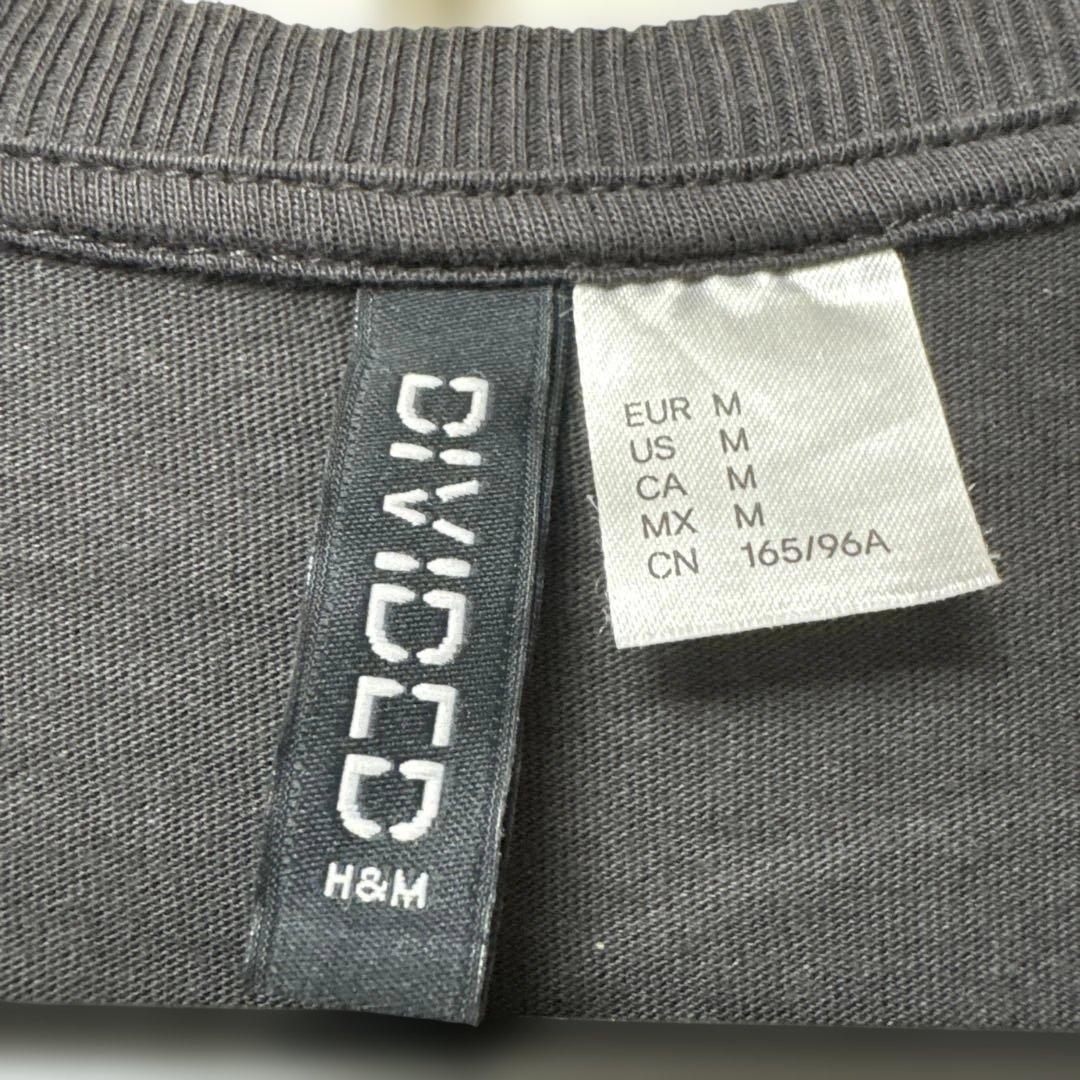 DIVIDED
H&M
EUR M
US M
CA M
MX M
CN 165/96A